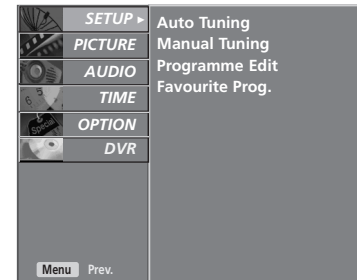 SETUP ▸
PICTURE
AUDIO
TIME
OPTION
DVR
Auto Tuning
Manual Tuning
Programme Edit
Favourite Prog.
Menu Prev.